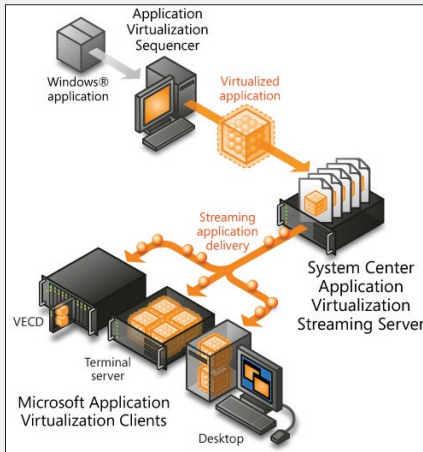 Application
Virtualization
Sequencer
Windows®
application
Virtualized
application
Streaming
application
delivery
System Center
Application
Virtualization
Streaming Server
VECD
Terminal
server
Microsoft Application
Virtualization Clients
Desktop